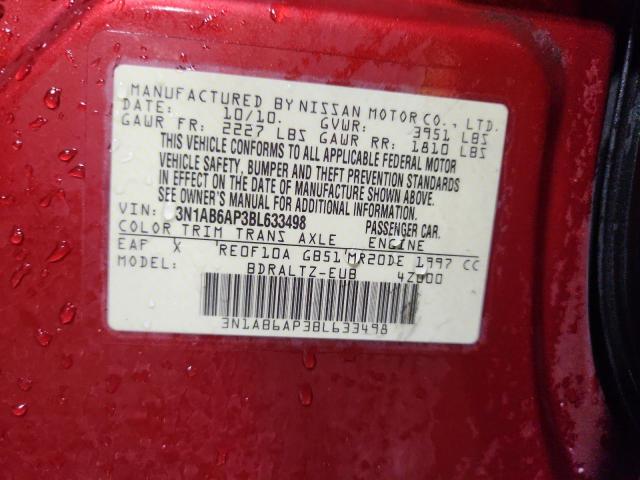 MANUFACTURED BY NISSAN MOTOR CO., LTD.
DATE: 10/10. GVWR: 3951 LBS
GAWR FR: 2227 LBS GAWR RR: 1810 LBS
THIS VEHICLE CONFORMS TO ALL APPLICABLE FEDERAL MOTOR
VEHICLE SAFETY, BUMPER AND THEFT PREVENTION STANDARDS
IN EFFECT ON THE DATE OF MANUFACTURE SHOWN ABOVE.
SEE OWNER'S MANUAL FOR ADDITIONAL INFORMATION.
VIN: 3N1AB6AP3BL633498 PASSENGER CAR.
COLOR TRIM TRANS AXLE ENGINE
EAF X RE0F10A GB51 MR20DE 1997 CC
MODEL: BDRALTZ-EUB 4Z000
3N1AB6AP3BL633498